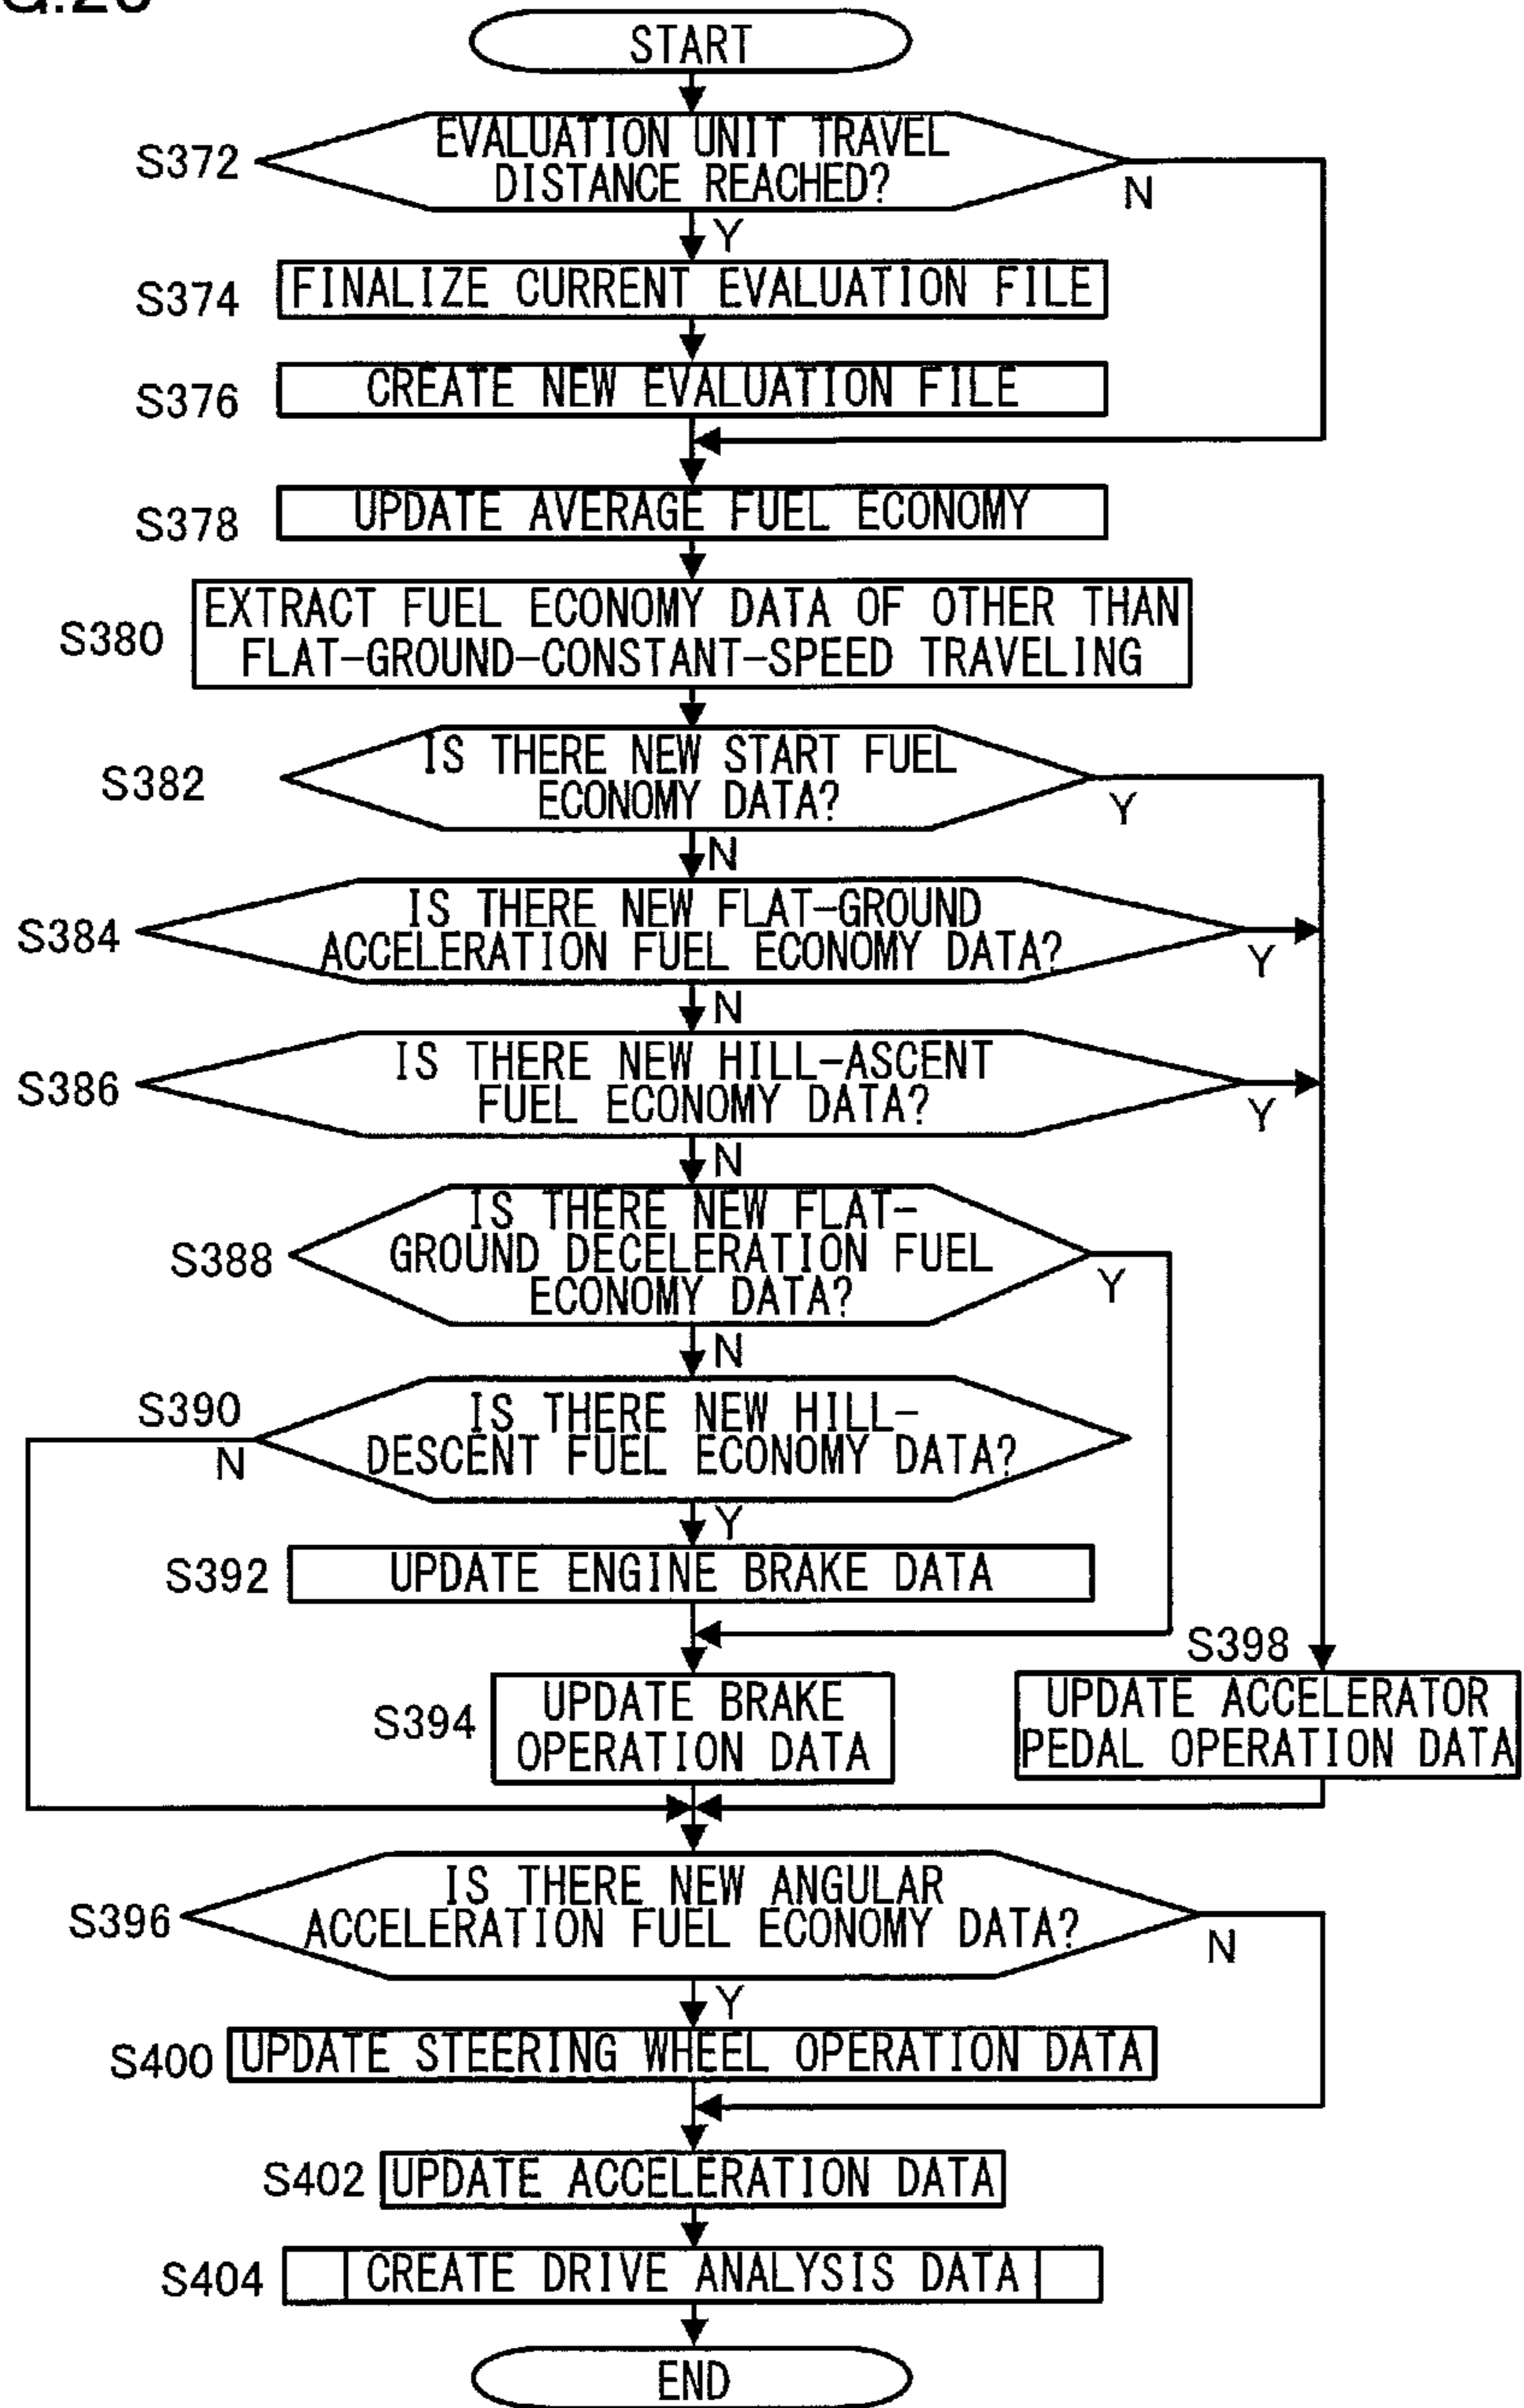 START
S372
EVALUATION UNIT TRAVEL
DISTANCE REACHED?
N
Y
S374
FINALIZE CURRENT EVALUATION FILE
S376
CREATE NEW EVALUATION FILE
S378
UPDATE AVERAGE FUEL ECONOMY
S380
EXTRACT FUEL ECONOMY DATA OF OTHER THAN
FLAT-GROUND-CONSTANT-SPEED TRAVELING
S382
IS THERE NEW START FUEL
ECONOMY DATA?
Y
N
S384
IS THERE NEW FLAT-GROUND
ACCELERATION FUEL ECONOMY DATA?
Y
N
S386
IS THERE NEW HILL-ASCENT
FUEL ECONOMY DATA?
Y
N
S388
IS THERE NEW FLAT-
GROUND DECELERATION FUEL
ECONOMY DATA?
Y
N
S390
IS THERE NEW HILL-
DESCENT FUEL ECONOMY DATA?
N
Y
S392
UPDATE ENGINE BRAKE DATA
S394
UPDATE BRAKE
OPERATION DATA
S398
UPDATE ACCELERATOR
PEDAL OPERATION DATA
S396
IS THERE NEW ANGULAR
ACCELERATION FUEL ECONOMY DATA?
N
Y
S400
UPDATE STEERING WHEEL OPERATION DATA
S402
UPDATE ACCELERATION DATA
S404
CREATE DRIVE ANALYSIS DATA
END